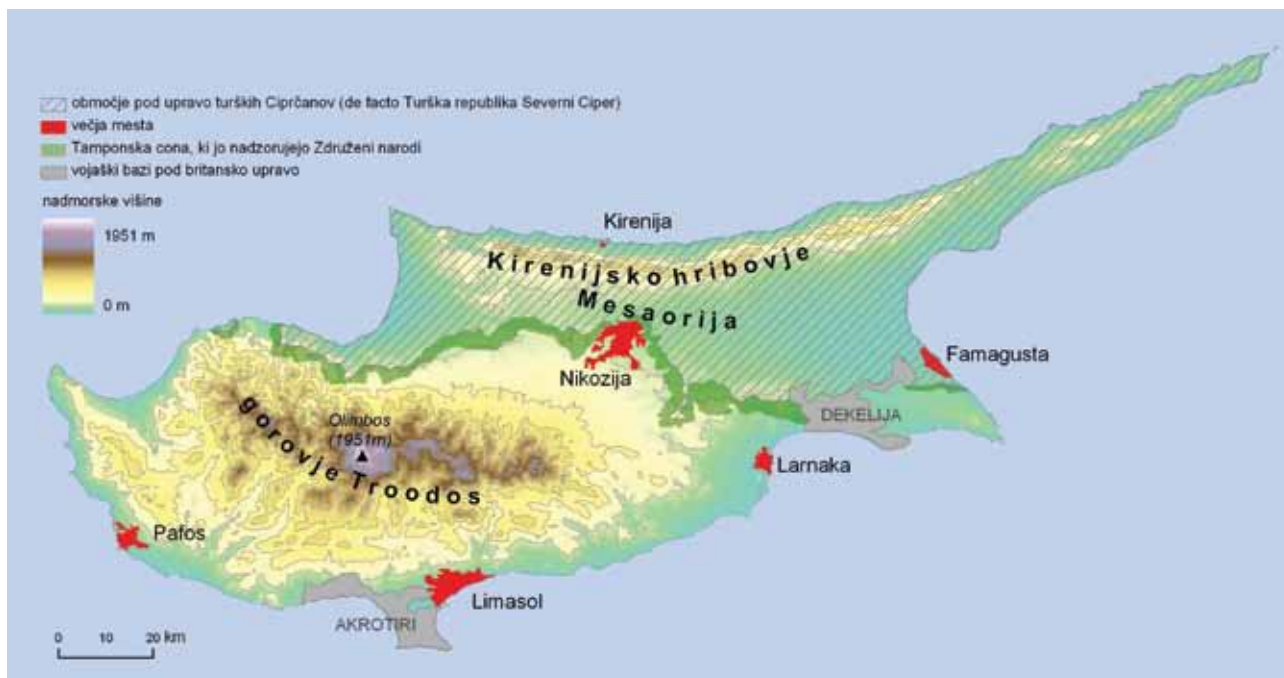 območje pod upravo turških Ciprčanov (de facto Turška republika Severni Ciper)
večja mesta
Tamponska cona, ki jo nadzorujejo Združeni narodi
vojaški bazi pod britansko upravo
nadmorske višine
1951 m
0 m
Kirenija
Kirenijsko hribovje
Mesaorija
Nikozija
Famagusta
DEKELIJA
Larnaka
gorovje Troodos
Olimbos
(1951m)
Pafos
Limasol
AKROTIRI
0 10 20 km